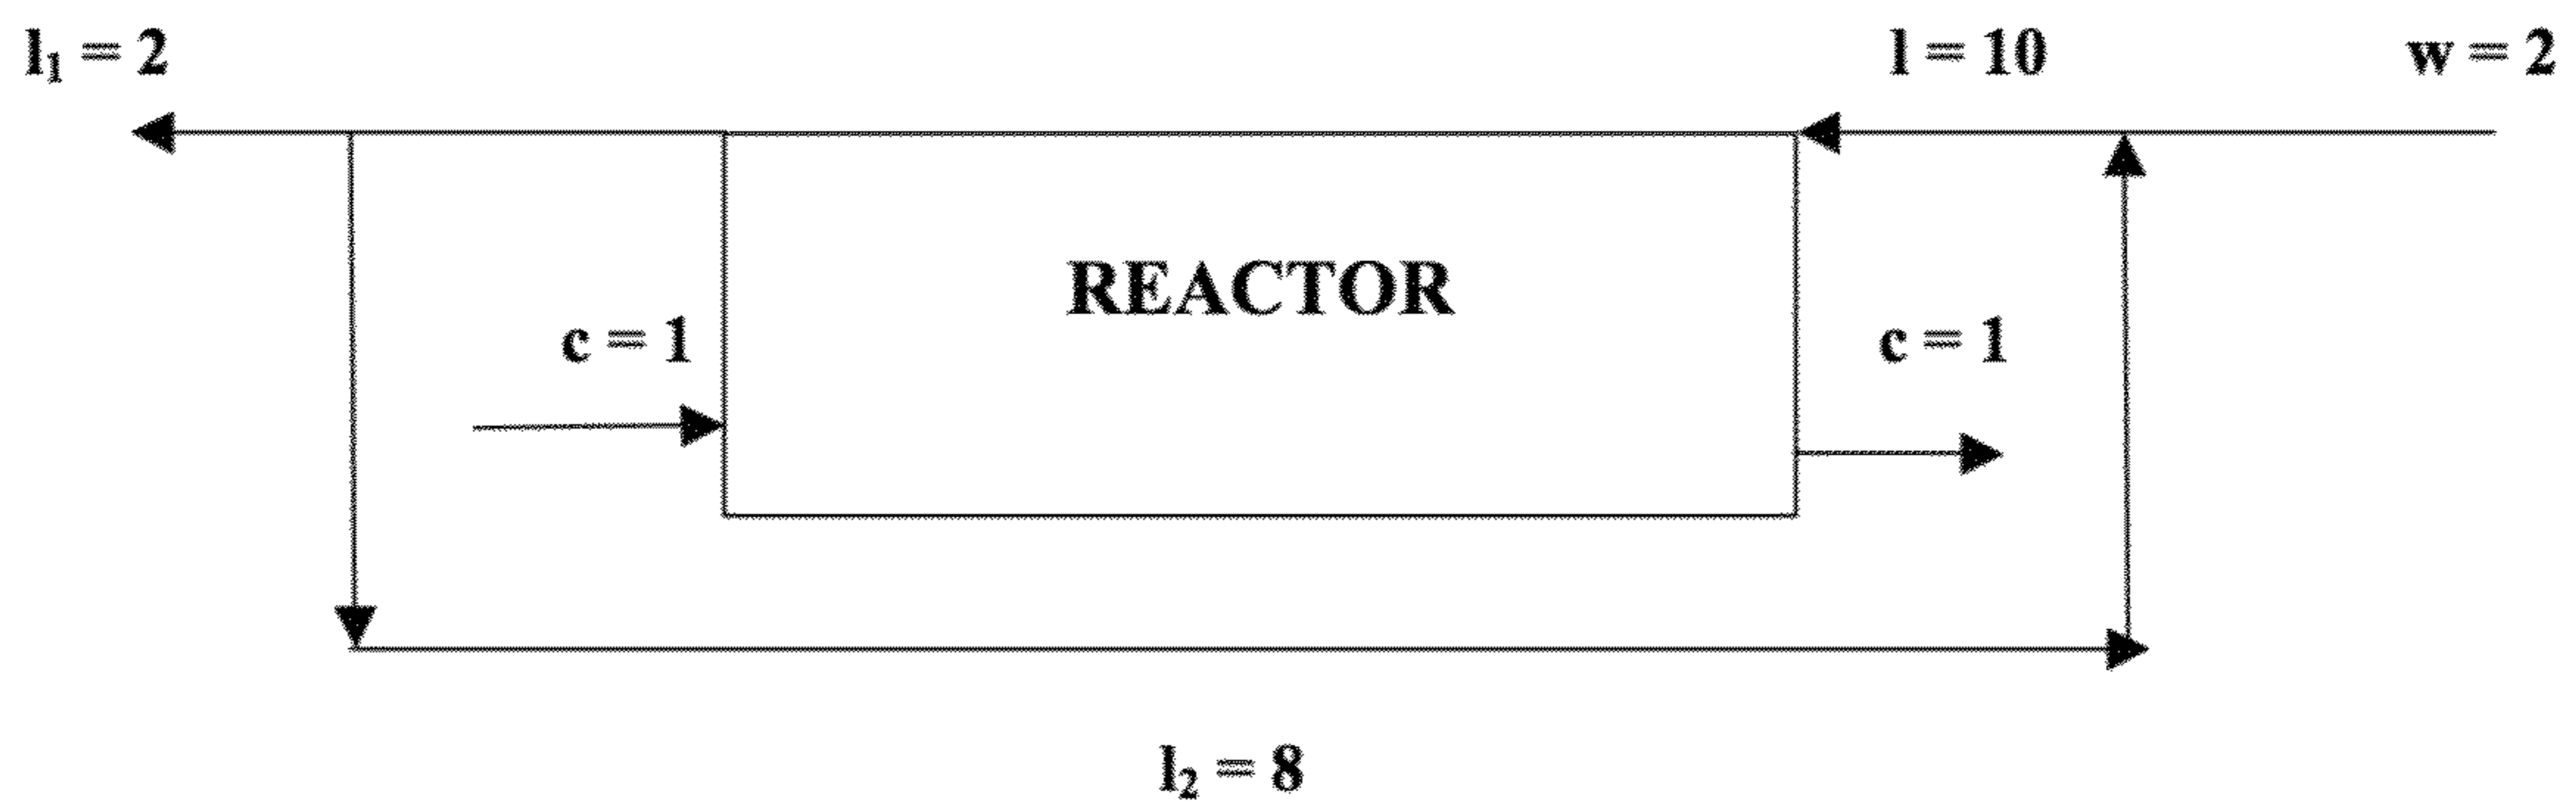 l₁ = 2
l = 10
w = 2
REACTOR
c = 1
c = 1
l₂ = 8